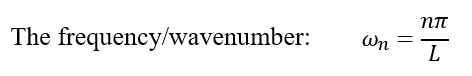 The frequency/wavenumber: ωₙ = nπ/L